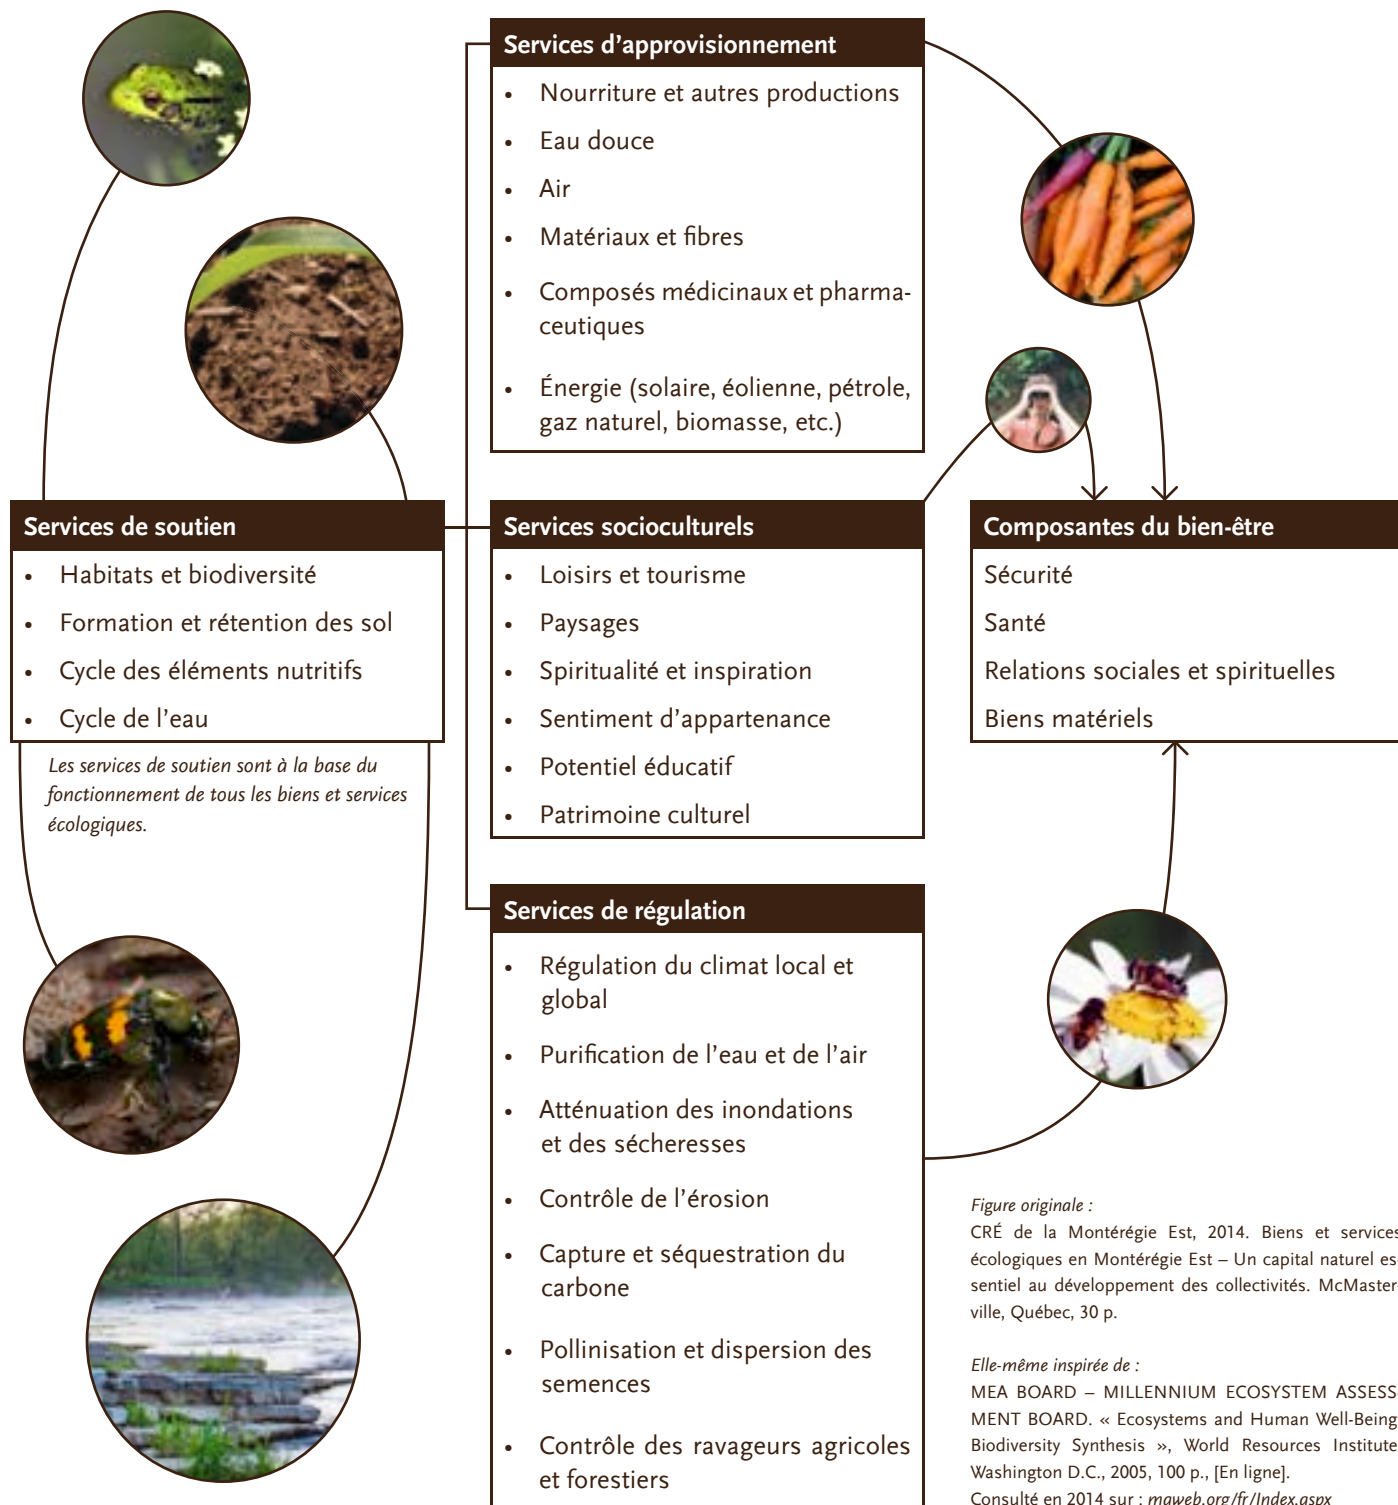 Services d’approvisionnement
• Nourriture et autres productions
• Eau douce
• Air
• Matériaux et fibres
• Composés médicinaux et pharma-
ceutiques
• Énergie (solaire, éolienne, pétrole,
gaz naturel, biomasse, etc.)
Services de soutien
• Habitats et biodiversité
• Formation et rétention des sol
• Cycle des éléments nutritifs
• Cycle de l’eau
Les services de soutien sont à la base du
fonctionnement de tous les biens et services
écologiques.
Services socioculturels
• Loisirs et tourisme
• Paysages
• Spiritualité et inspiration
• Sentiment d’appartenance
• Potentiel éducatif
• Patrimoine culturel
Composantes du bien-être
Sécurité
Santé
Relations sociales et spirituelles
Biens matériels
Services de régulation
• Régulation du climat local et
global
• Purification de l’eau et de l’air
• Atténuation des inondations
et des sécheresses
• Contrôle de l’érosion
• Capture et séquestration du
carbone
• Pollinisation et dispersion des
semences
• Contrôle des ravageurs agricoles
et forestiers
Figure originale :
CRÉ de la Montérégie Est, 2014. Biens et services
écologiques en Montérégie Est – Un capital naturel es
sentiel au développement des collectivités. McMaster
ville, Québec, 30 p.
Elle-même inspirée de :
MEA BOARD – MILLENNIUM ECOSYSTEM ASSESS
MENT BOARD. « Ecosystems and Human Well-Being
Biodiversity Synthesis », World Resources Institute
Washington D.C., 2005, 100 p., [En ligne].
Consulté en 2014 sur : maweb.org/fr/Index.aspx